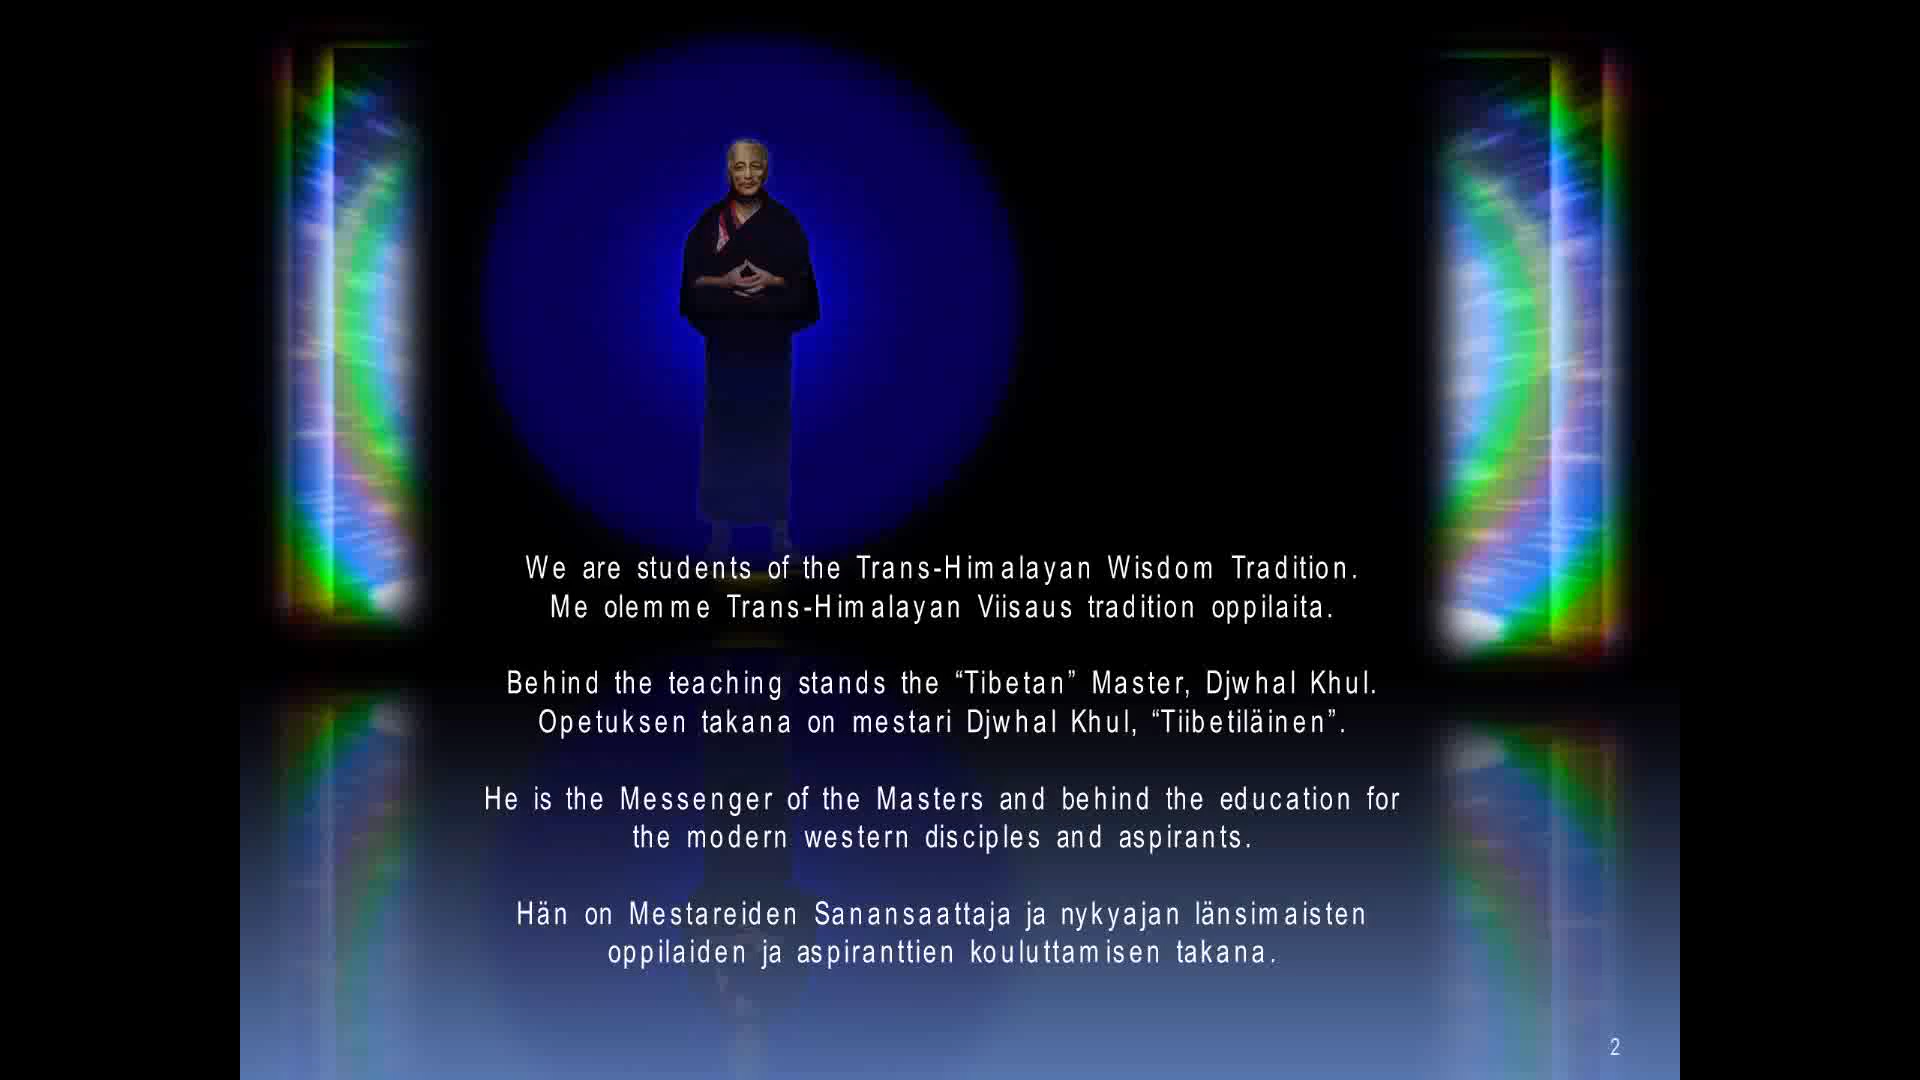 We are students of the Trans-Himalayan Wisdom Tradition.
Me olemme Trans-Himalayan Viisaus tradition oppilaita.
Behind the teaching stands the “Tibetan” Master, Djwhal Khul.
Opetuksen takana on mestari Djwhal Khul, “Tiibetiläinen”.
He is the Messenger of the Masters and behind the education for
the modern western disciples and aspirants.
Hän on Mestareiden Sanansaattaja ja nykyajan länsimaisten
oppilaiden ja aspiranttien kouluttamisen takana.
2